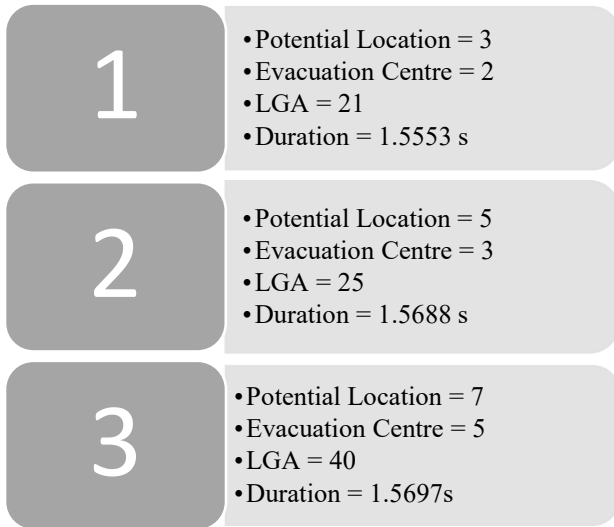 1
•Potential Location = 3
•Evacuation Centre = 2
•LGA = 21
•Duration = 1.5553 s
2
•Potential Location = 5
•Evacuation Centre = 3
•LGA = 25
•Duration = 1.5688 s
3
•Potential Location = 7
•Evacuation Centre = 5
•LGA = 40
•Duration = 1.5697s